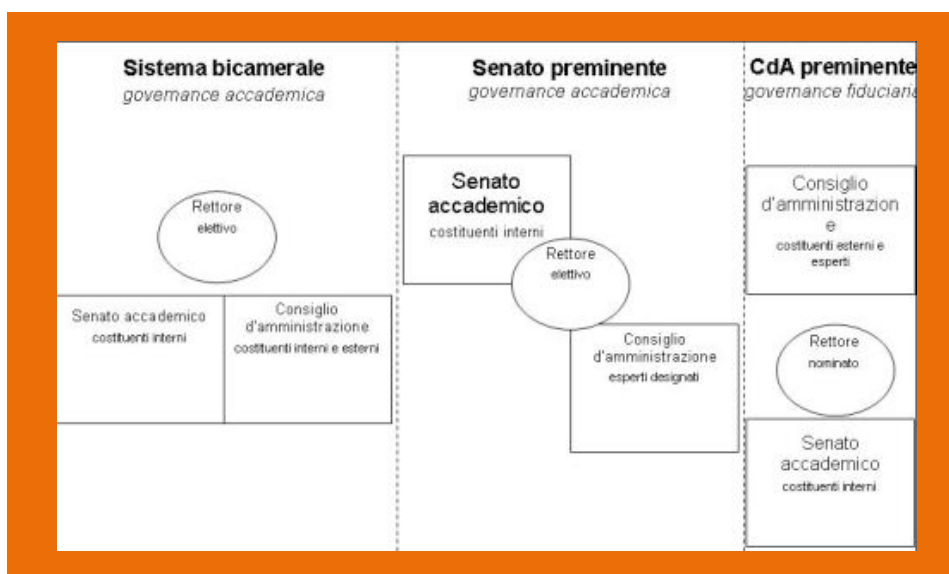 Sistema bicamerale
governance accademica
Rettore
elettivo
Senato accademico
costituenti interni
Consiglio
d'amministrazione
costituenti interni e esterni
Senato preminente
governance accademica
Senato
accademico
costituenti interni
Rettore
elettivo
Consiglio
d'amministrazione
esperti designati
CdA preminente
governance fiduciaria
Consiglio
d'amministrazion
e
costituenti esterni e
esperti
Rettore
nominato
Senato
accademico
costituenti interni